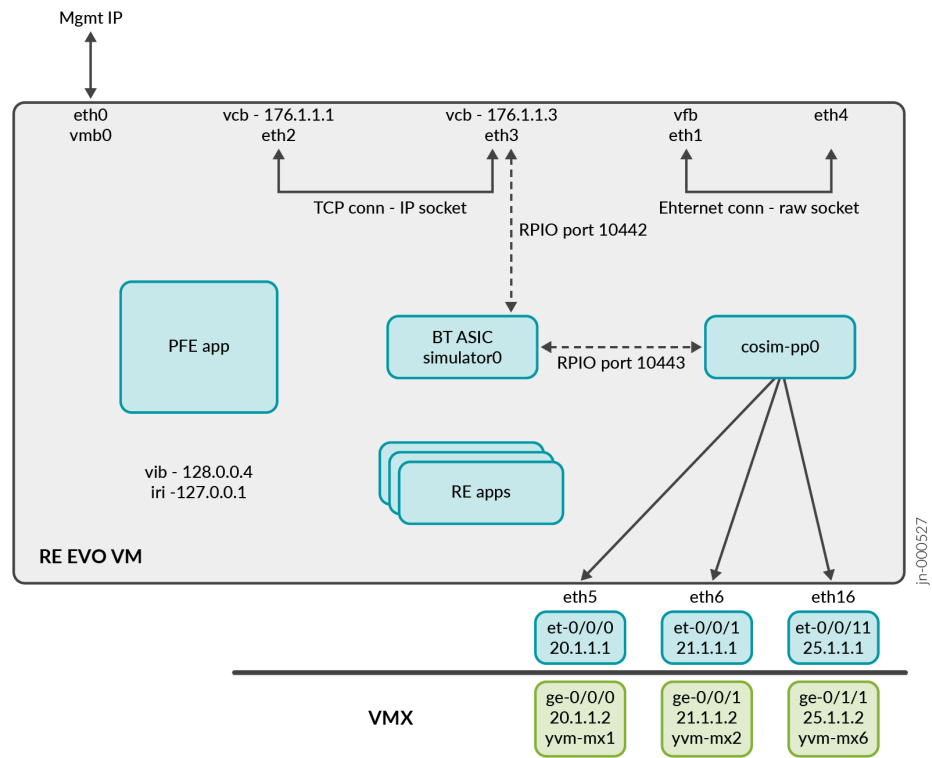 Mgmt IP
eth0
vmb0
vcb - 176.1.1.1
eth2
vcb - 176.1.1.3
eth3
vfb
eth1
eth4
TCP conn - IP socket
Ehternet conn - raw socket
RPIO port 10442
PFE app
BT ASIC
simulator0
RPIO port 10443
cosim-pp0
vib - 128.0.0.4
iri -127.0.0.1
RE apps
RE EVO VM
jn-000527
eth5
eth6
eth16
et-0/0/0
20.1.1.1
et-0/0/1
21.1.1.1
et-0/0/11
25.1.1.1
VMX
ge-0/0/0
20.1.1.2
yvm-mx1
ge-0/0/1
21.1.1.2
yvm-mx2
ge-0/1/1
25.1.1.2
yvm-mx6